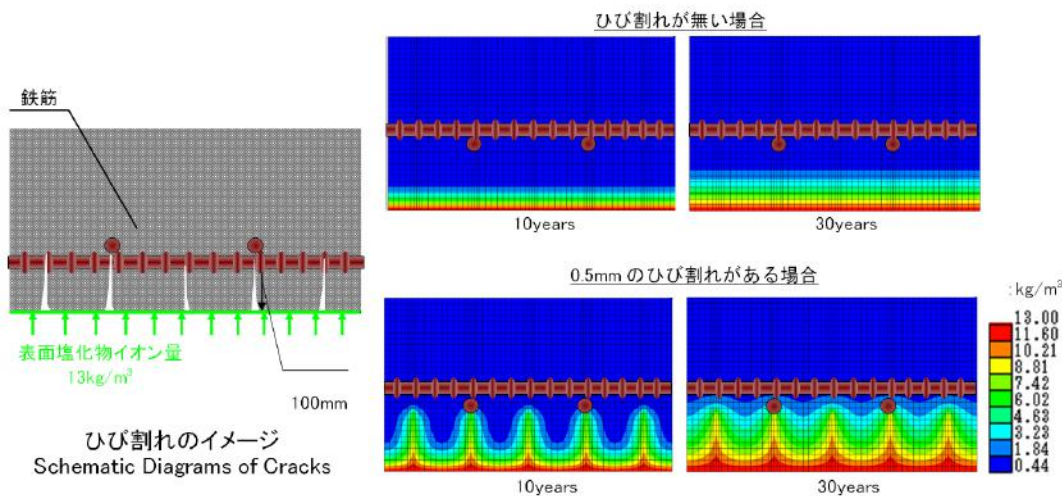 ひび割れが無い場合
鉄筋
10years
30years
0.5mm のひび割れがある場合
:kg/m³
13.00
11.60
10.21
8.81
7.42
6.02
4.63
3.23
1.84
0.44
表面塩化物イオン量
13kg/m³
100mm
ひび割れのイメージ
Schematic Diagrams of Cracks
10years
30years